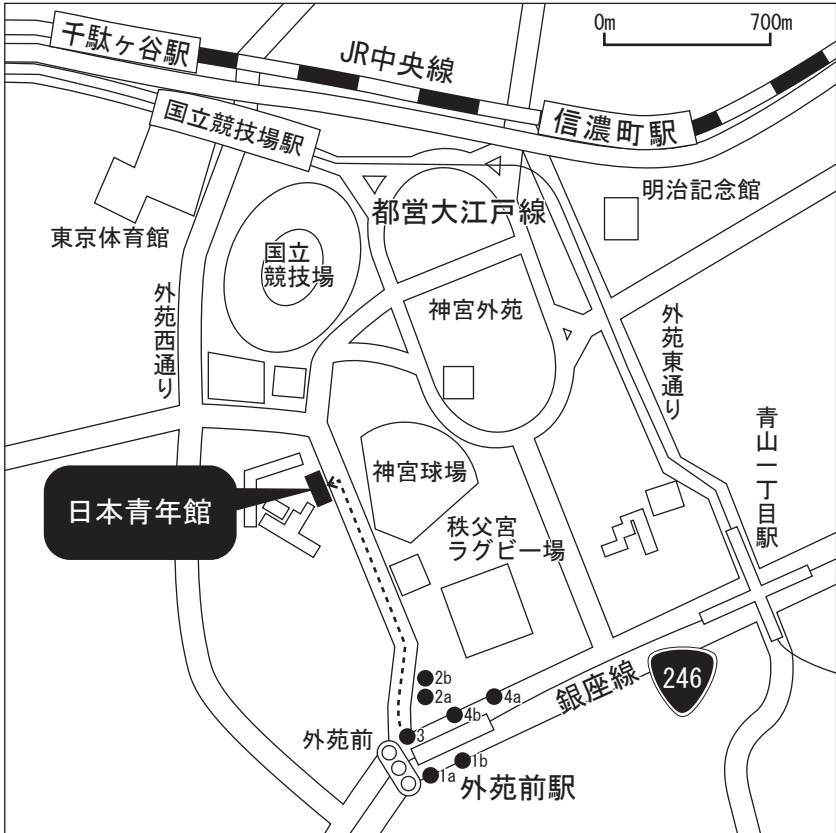 0m
700m
千駄ヶ谷駅
JR中央線
信濃町駅
国立競技場駅
明治記念館
都営大江戸線
東京体育館
国立
競技場
外苑西通り
神宮外苑
外苑東通り
青山一丁目駅
神宮球場
日本青年館
秩父宮
ラグビー場
2b
2a
4a
4b
3
銀座線
246
外苑前
1b
1a
外苑前駅